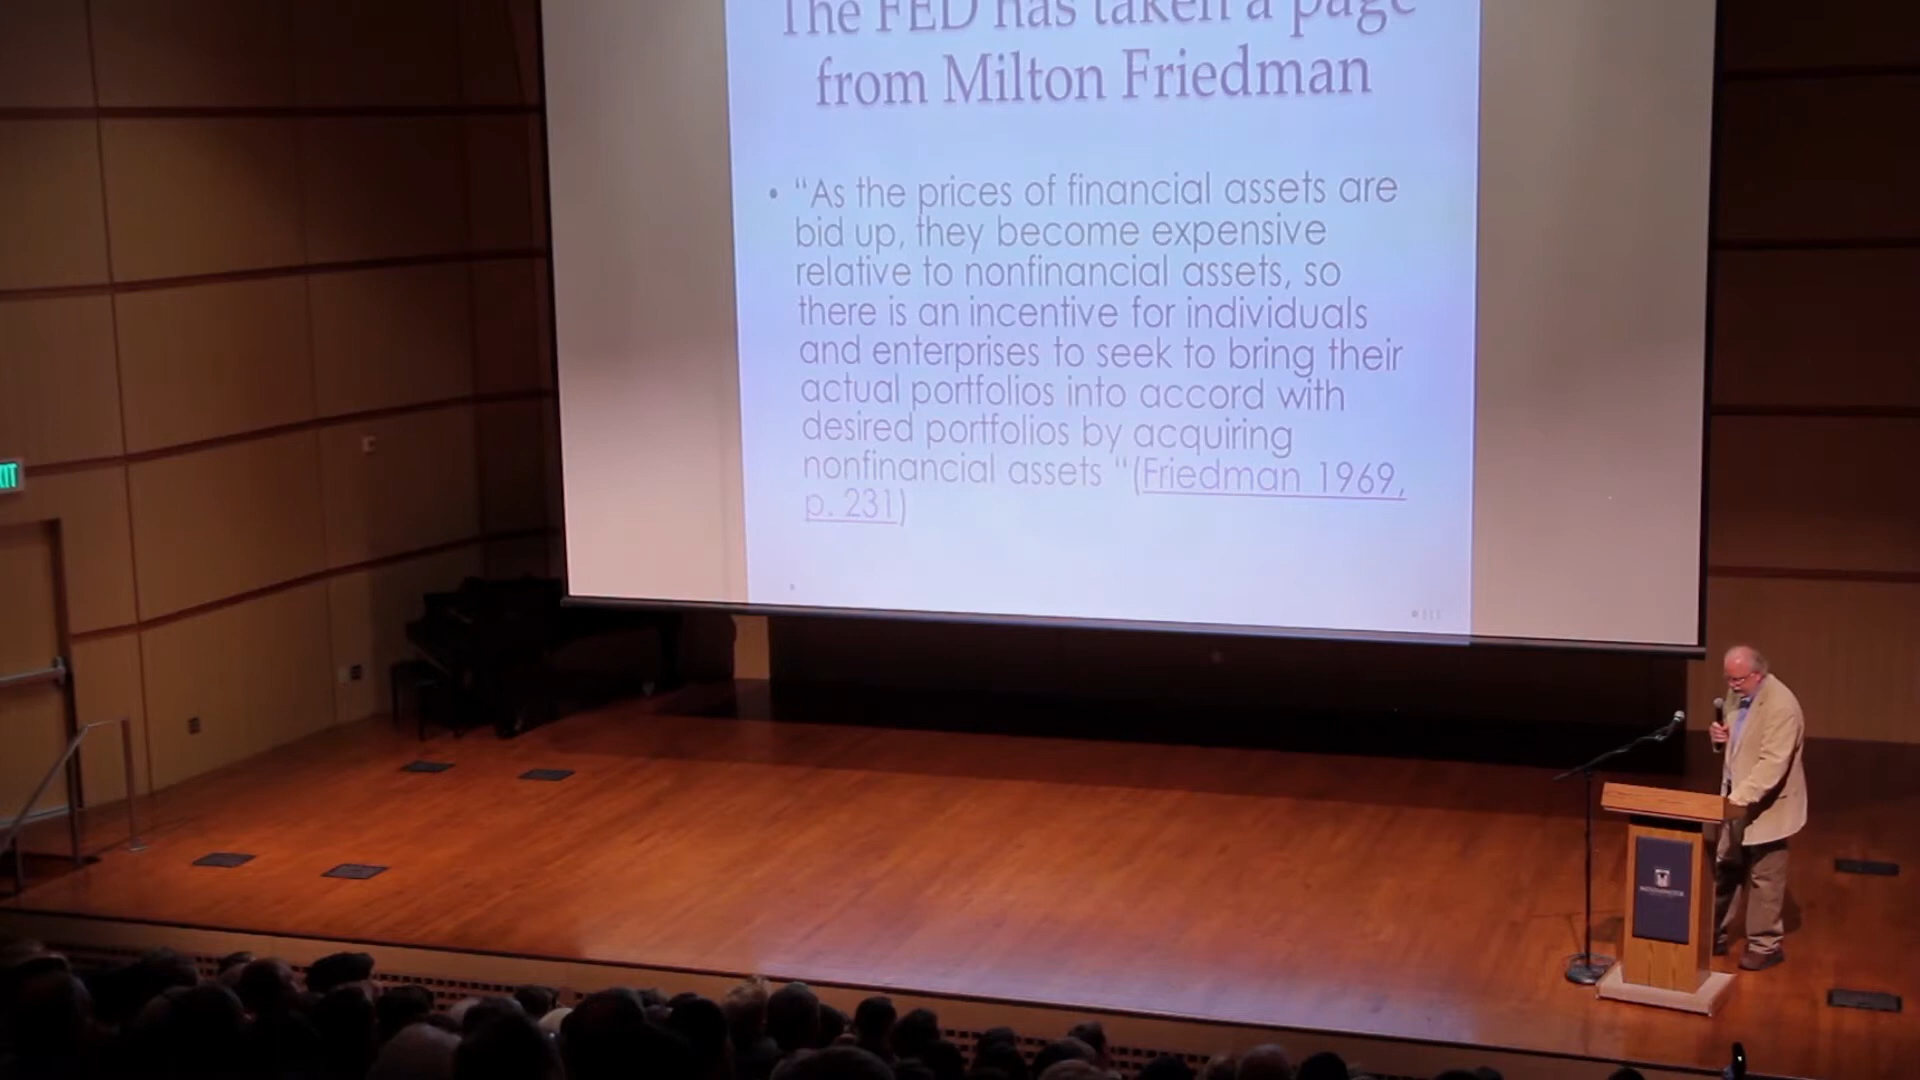 The FED has taken a page
from Milton Friedman
• "As the prices of financial assets are
bid up, they become expensive
relative to nonfinancial assets, so
there is an incentive for individuals
and enterprises to seek to bring their
actual portfolios into accord with
desired portfolios by acquiring
nonfinancial assets "(Friedman 1969,
p. 231)